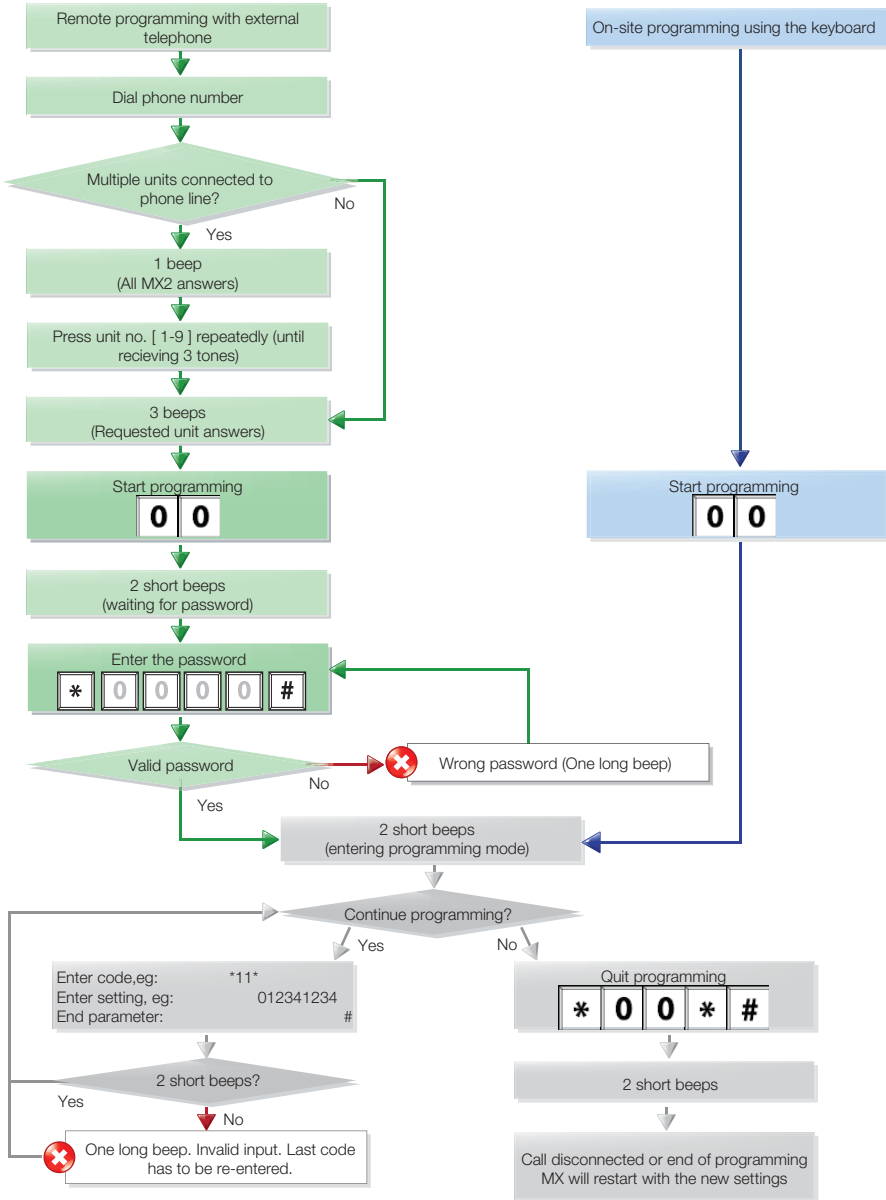 Remote programming with external
telephone
On-site programming using the keyboard
Dial phone number
Multiple units connected to
phone line?
No
Yes
1 beep
(All MX2 answers)
Press unit no. [ 1-9 ] repeatedly (until
recieving 3 tones)
3 beeps
(Requested unit answers)
Start programming
0 0
Start programming
0 0
2 short beeps
(waiting for password)
Enter the password
* 0 0 0 0 #
Valid password
No
Yes
Wrong password (One long beep)
2 short beeps
(entering programming mode)
Continue programming?
Yes
No
Enter code,eg: *11*
Enter setting, eg: 012341234
End parameter: #
Quit programming
* 0 0 * #
2 short beeps?
Yes
No
2 short beeps
One long beep. Invalid input. Last code
has to be re-entered.
Call disconnected or end of programming
MX will restart with the new settings